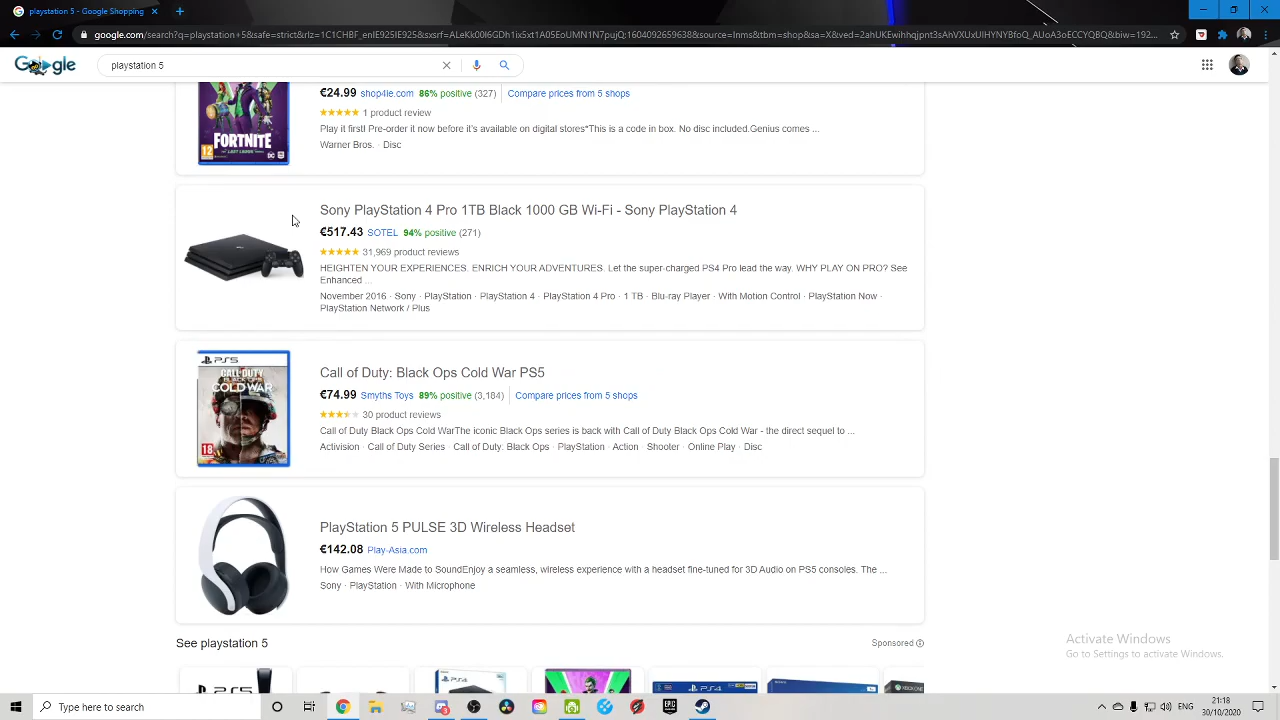 playstation 5 - Google Shopping
google.com/search?q=playstation+5&safe=strict&rlz=1C1CHBF_enIE925IE925&sxsrf=ALeKk00I6GDh1ix5x1A05EoUMN1N7pujCQ:1604092659638&source=lnms&tbm=shop&sa=X&ved=2ahUKEwihhqjpnt3sAhVXUxUIHYNYBfoQ_AUoA3oECCYQBQ&biw=192...
Google
playstation 5
€24.99 shop4ie.com 86% positive (327) Compare prices from 5 shops
1 product review
Play it first! Pre-order it now before it's available on digital stores*This is a code in box. No disc included.Genius comes ...
Warner Bros. · Disc
FORTNITE
12
Sony PlayStation 4 Pro 1TB Black 1000 GB Wi-Fi - Sony PlayStation 4
€517.43 SOTEL 94% positive (271)
31,969 product reviews
HEIGHTEN YOUR EXPERIENCES. ENRICH YOUR ADVENTURES. Let the super-charged PS4 Pro lead the way. WHY PLAY ON PRO? See
Enhanced ...
November 2016 · Sony · PlayStation · PlayStation 4 · PlayStation 4 Pro · 1 TB · Blu-ray Player · With Motion Control · PlayStation Now ·
PlayStation Network / Plus
PS5
CALL OF DUTY
BLACK OPS
COLD WAR
18
Call of Duty: Black Ops Cold War PS5
€74.99 Smyths Toys 89% positive (3,184) Compare prices from 5 shops
30 product reviews
Call of Duty Black Ops Cold WarThe iconic Black Ops series is back with Call of Duty Black Ops Cold War - the direct sequel to ...
Activision · Call of Duty Series · Call of Duty: Black Ops · PlayStation · Action · Shooter · Online Play · Disc
PlayStation 5 PULSE 3D Wireless Headset
€142.08 Play-Asia.com
How Games Were Made to SoundEnjoy a seamless, wireless experience with a headset fine-tuned for 3D Audio on PS5 consoles. The ...
Sony · PlayStation · With Microphone
See playstation 5
Sponsored
Activate Windows
Go to Settings to activate Windows.
Type here to search
21:18
30/10/2020